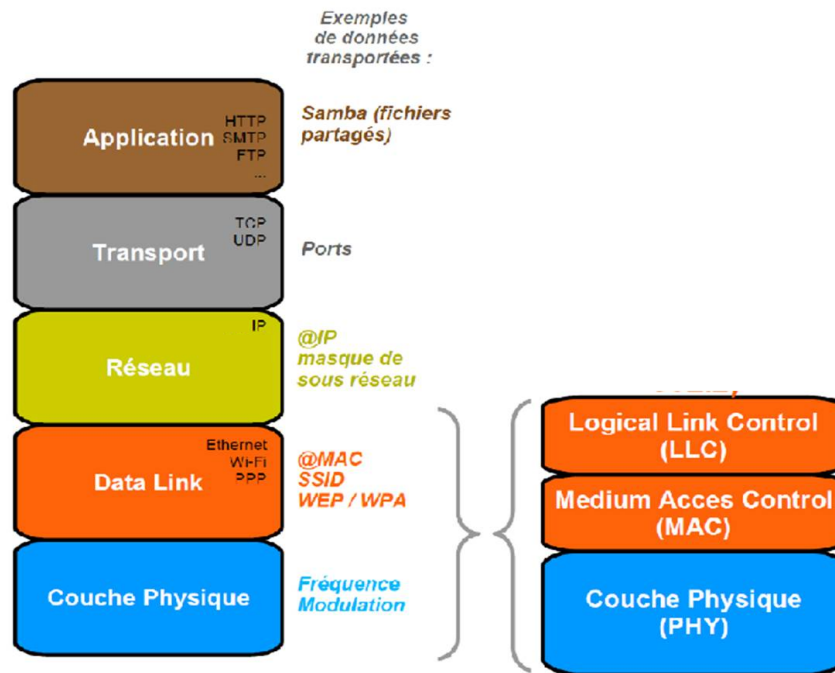 Exemples
de données
transportées :
Application
HTTP
SMTP
FTP
...
Samba (fichiers
partagés)
Transport
TCP
UDP
Ports
Réseau
IP
@IP
masque de
sous réseau
Data Link
Ethernet
Wi-Fi
PPP
@MAC
SSID
WEP / WPA
Couche Physique
Fréquence
Modulation
Logical Link Control
(LLC)
Medium Acces Control
(MAC)
Couche Physique
(PHY)